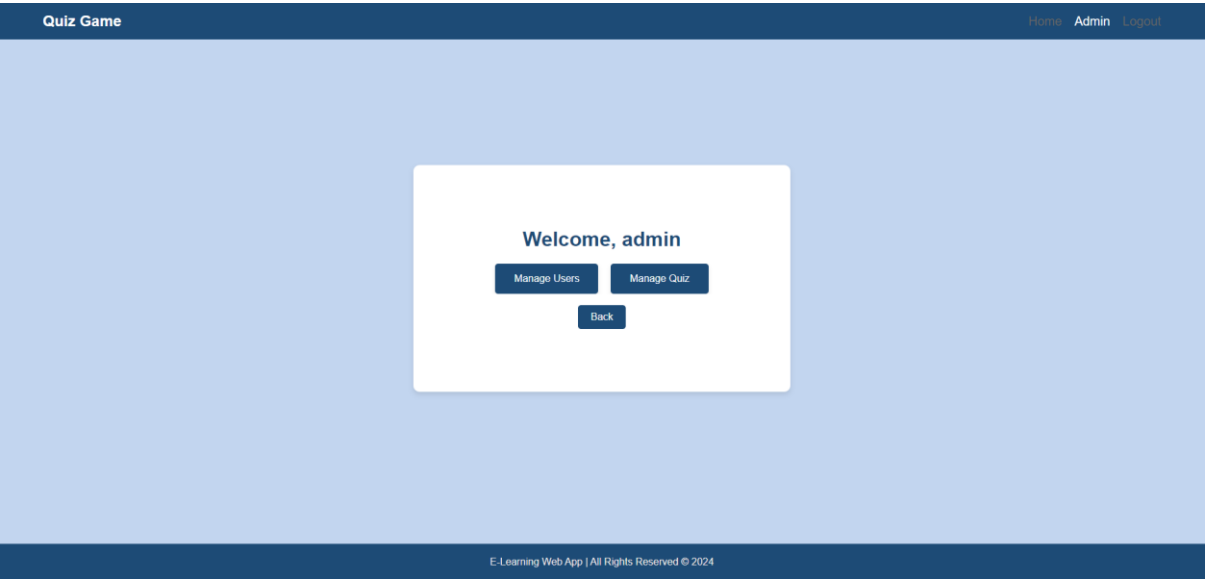 Quiz Game
Home Admin Logout
Welcome, admin
Manage Users Manage Quiz
Back
E-Learning Web App | All Rights Reserved © 2024